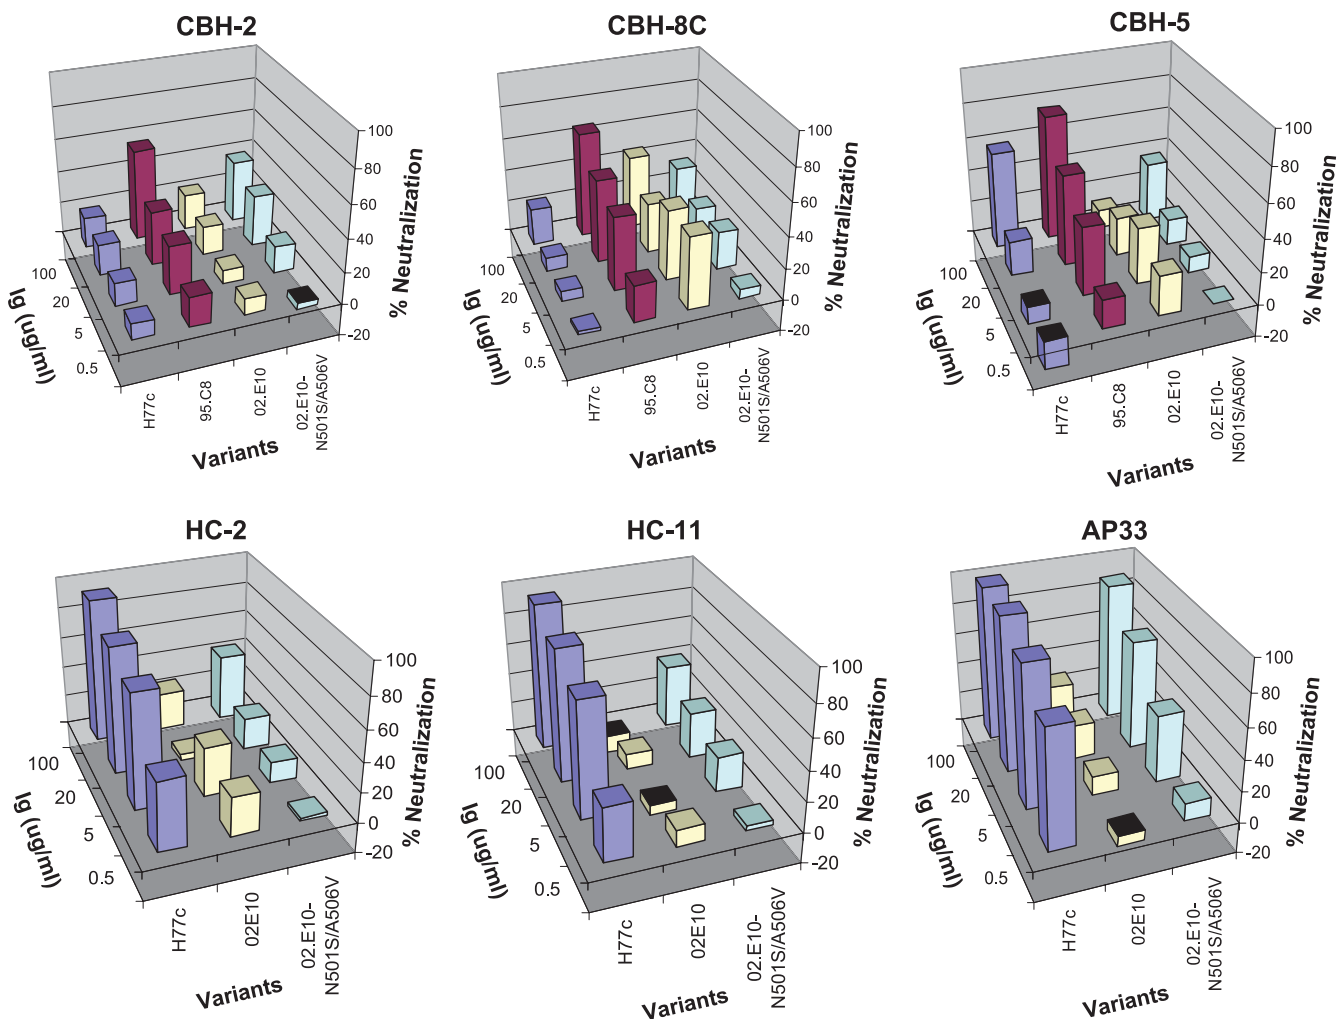 CBH-2
100
80
60
40
20
0
-20
% Neutralization
100
20
5
0.5
Ig (ug/ml)
H77c
95.C8
02.E10
02.E10-
N501S/A506V
Variants
CBH-8C
100
80
60
40
20
0
-20
% Neutralization
100
20
5
0.5
Ig (ug/ml)
H77c
95.C8
02.E10
02.E10-
N501S/A506V
Variants
CBH-5
100
80
60
40
20
0
-20
% Neutralization
100
20
5
0.5
Ig (ug/ml)
H77c
95.C8
02.E10
02.E10-
N501S/A506V
Variants
HC-2
100
80
60
40
20
0
-20
% Neutralization
100
20
5
0.5
Ig (ug/ml)
H77c
02E10
02.E10-
N501S/A506V
Variants
HC-11
100
80
60
40
20
0
-20
% Neutralization
100
20
5
0.5
Ig (ug/ml)
H77c
02E10
02.E10-
N501S/A506V
Variants
AP33
100
80
60
40
20
0
-20
% Neutralization
100
20
5
0.5
Ig (ug/ml)
H77c
02E10
02.E10-
N501S/A506V
Variants